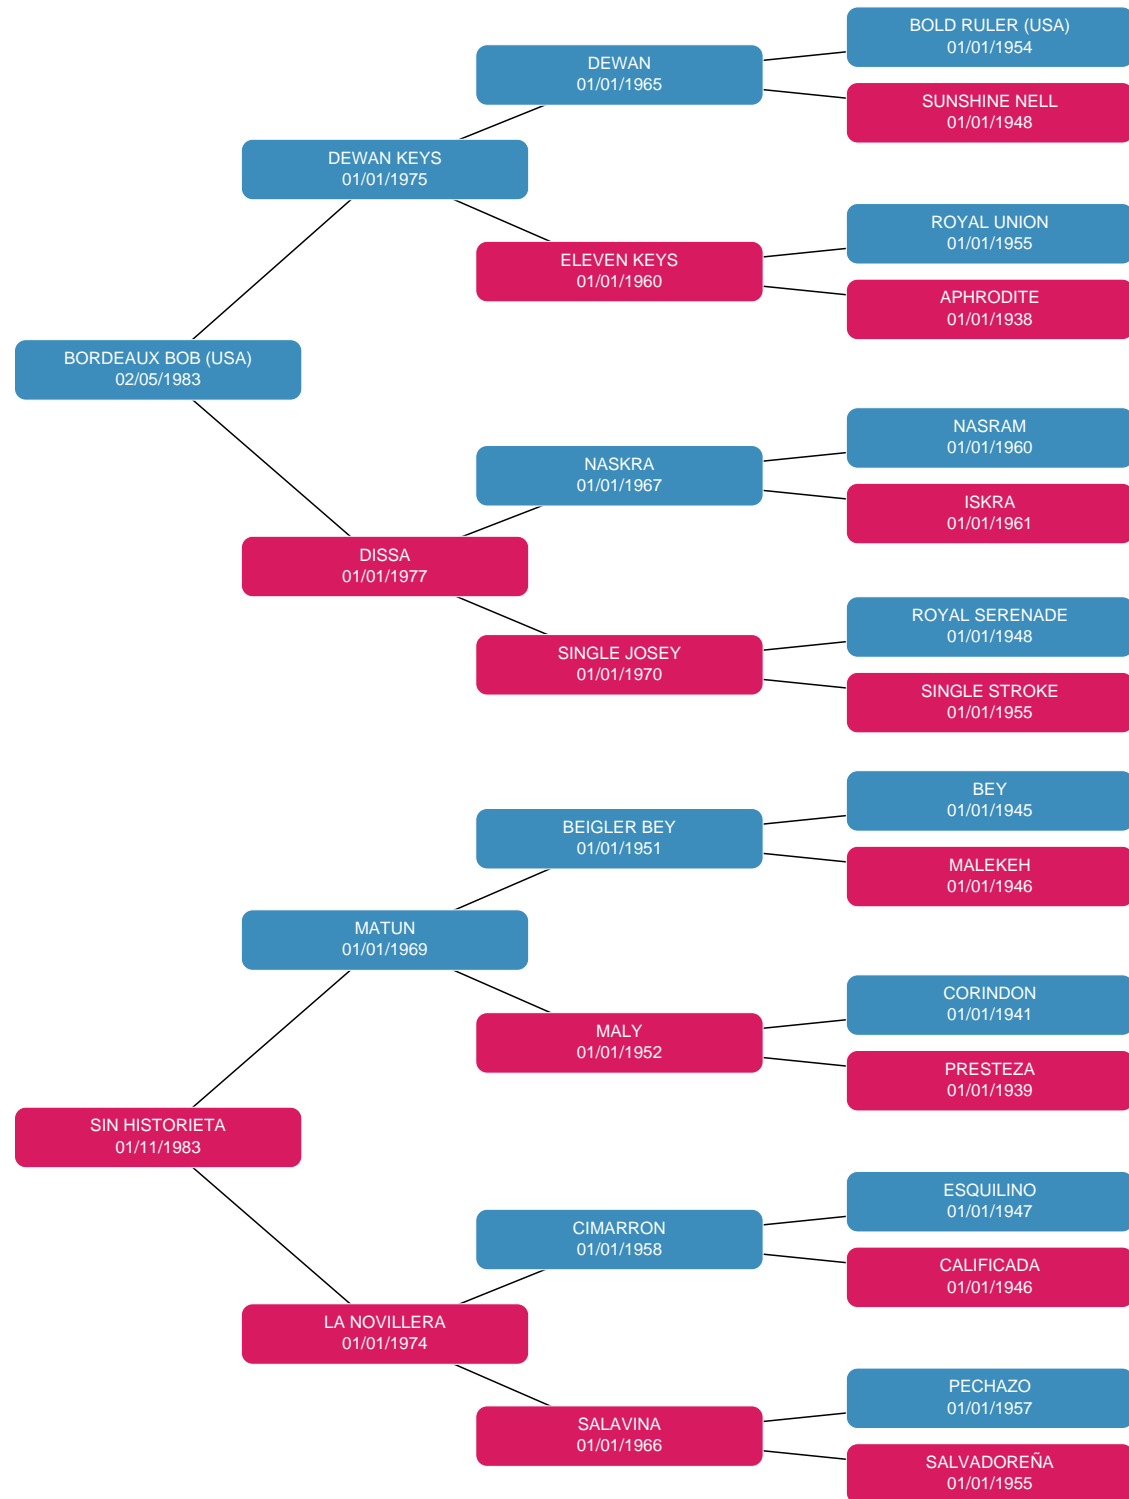 BOLD RULER (USA)
01/01/1954
DEWAN
01/01/1965
SUNSHINE NELL
01/01/1948
DEWAN KEYS
01/01/1975
ROYAL UNION
01/01/1955
ELEVEN KEYS
01/01/1960
APHRODITE
01/01/1938
BORDEAUX BOB (USA)
02/05/1983
NASRAM
01/01/1960
NASKRA
01/01/1967
ISKRA
01/01/1961
DISSA
01/01/1977
ROYAL SERENADE
01/01/1948
SINGLE JOSEY
01/01/1970
SINGLE STROKE
01/01/1955
BEY
01/01/1945
BEIGLER BEY
01/01/1951
MALEKEH
01/01/1946
MATUN
01/01/1969
CORINDON
01/01/1941
MALY
01/01/1952
PRESTEZA
01/01/1939
SIN HISTORIETA
01/11/1983
ESQUILINO
01/01/1947
CIMARRON
01/01/1958
CALIFICADA
01/01/1946
LA NOVILLERA
01/01/1974
PECHAZO
01/01/1957
SALAVINA
01/01/1966
SALVADOREÑA
01/01/1955